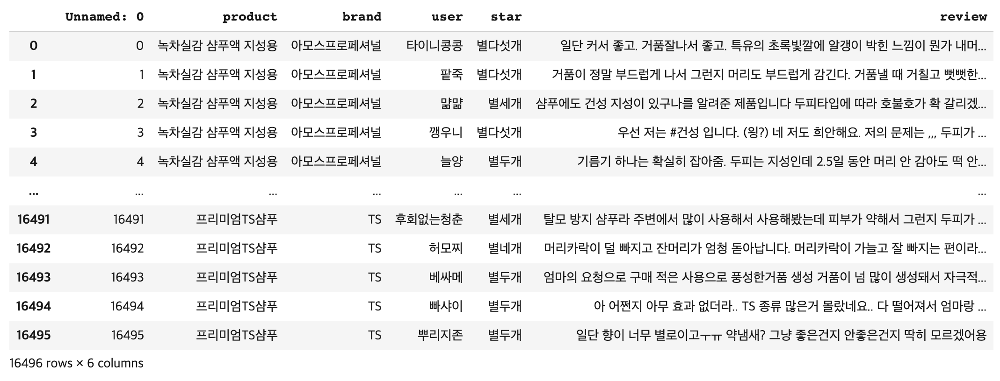 Unnamed: 0 product brand user star review
0 0 녹차실감 샴푸액 지성용 아모스프로페셔널 타이니콩콩 별다섯개 일단 커서 좋고. 거품잘나서 좋고. 특유의 초록빛깔에 알갱이 박힌 느낌이 뭔가 내머...
1 1 녹차실감 샴푸액 지성용 아모스프로페셔널 팥죽 별다섯개 거품이 정말 부드럽게 나서 그런지 머리도 부드럽게 감긴다. 거품낼 때 거칠고 뻣뻣한...
2 2 녹차실감 샴푸액 지성용 아모스프로페셔널 먊먊 별세개 샴푸에도 건성 지성이 있구나를 알려준 제품입니다 두피타입에 따라 호불호가 확 갈리겠...
3 3 녹차실감 샴푸액 지성용 아모스프로페셔널 깽우니 별다섯개 우선 저는 #건성 입니다. (읭?) 네 저도 희안해요. 저의 문제는 ,,, 두피가 ...
4 4 녹차실감 샴푸액 지성용 아모스프로페셔널 늘양 별두개 기름기 하나는 확실히 잡아줌. 두피는 지성인데 2.5일 동안 머리 안 감아도 떡 안...
... ... ... ... ... ... ...
16491 16491 프리미엄TS샴푸 TS 후회없는청춘 별세개 탈모 방지 샴푸라 주변에서 많이 사용해서 사용해봤는데 피부가 약해서 그런지 두피가 ...
16492 16492 프리미엄TS샴푸 TS 허모찌 별네개 머리카락이 덜 빠지고 잔머리가 엄청 돋아납니다. 머리카락이 가늘고 잘 빠지는 편이라...
16493 16493 프리미엄TS샴푸 TS 베싸메 별두개 엄마의 요청으로 구매 적은 사용으로 풍성한거품 생성 거품이 넘 많이 생성돼서 자극적...
16494 16494 프리미엄TS샴푸 TS 빠샤이 별두개 아 어쩐지 아무 효과 없더라.. TS 종류 많은거 몰랐네요.. 다 떨어져서 엄마랑 ...
16495 16495 프리미엄TS샴푸 TS 뿌리지존 별두개 일단 향이 너무 별로이고ㅜㅠ 약냄새? 그냥 좋은건지 안좋은건지 딱히 모르겠어용
16496 rows × 6 columns